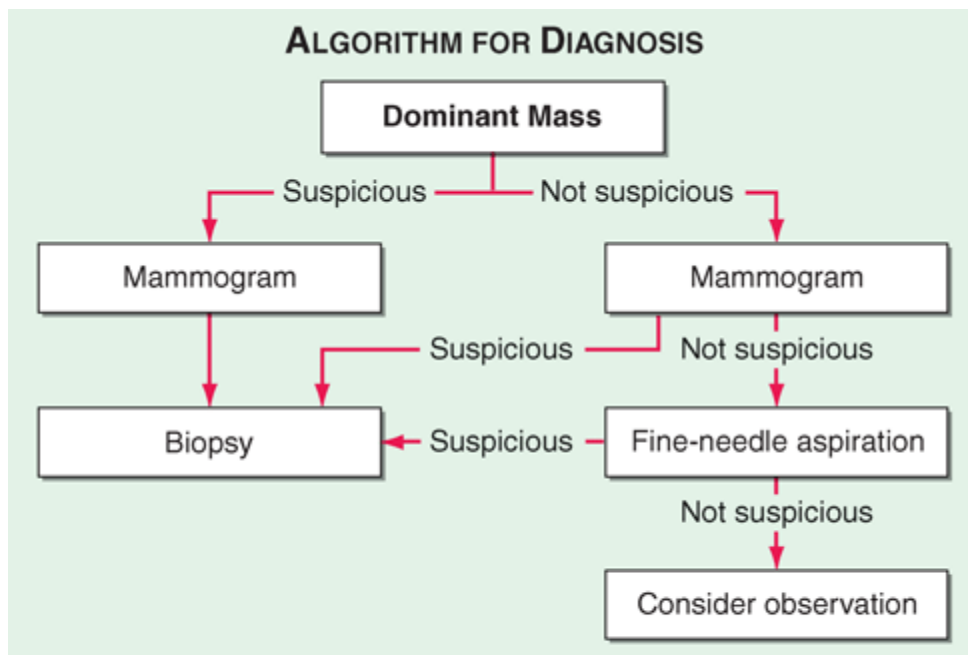 ALGORITHM FOR DIAGNOSIS
Dominant Mass
Suspicious
Not suspicious
Mammogram
Mammogram
Suspicious
Not suspicious
Biopsy
Suspicious
Fine-needle aspiration
Not suspicious
Consider observation